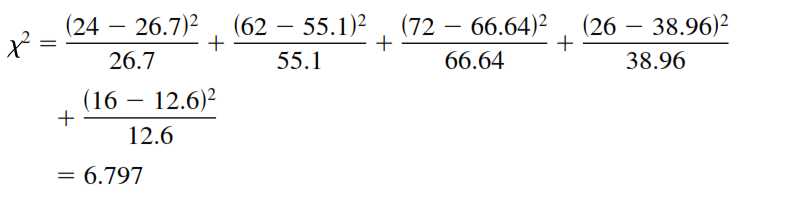 χ² = (24 − 26.7)²/26.7 + (62 − 55.1)²/55.1 + (72 − 66.64)²/66.64 + (26 − 38.96)²/38.96
+ (16 − 12.6)²/12.6
= 6.797